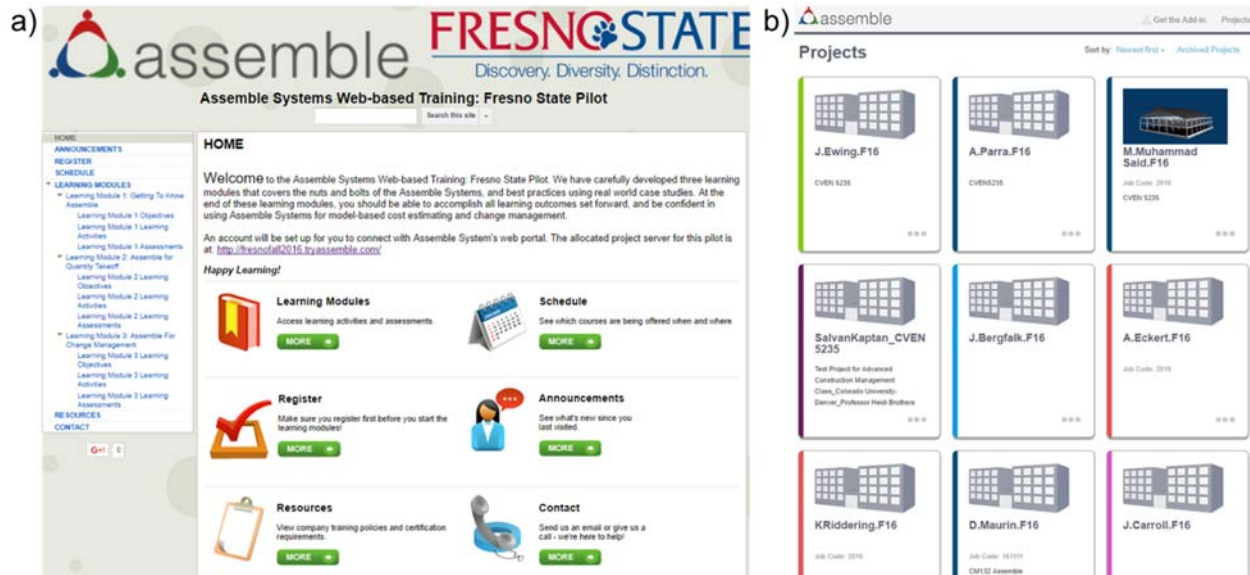 a)
assemble
FRESNO STATE
Discovery. Diversity. Distinction.
Assemble Systems Web-based Training: Fresno State Pilot
Search this site
HOME
ANNOUNCEMENTS
REGISTER
SCHEDULE
LEARNING MODULES
Learning Module 1: Getting To Know
Assemble
Learning Module 1 Objectives
Learning Module 1 Learning
Activities
Learning Module 1 Assessments
Learning Module 2: Assemble for
Quantity Takeoff
Learning Module 2 Learning
Objectives
Learning Module 2 Learning
Activities
Learning Module 2 Learning
Assessments
Learning Module 3: Assemble For
Change Management
Learning Module 3 Learning
Objectives
Learning Module 3 Learning
Activities
Learning Module 3 Learning
Assessments
RESOURCES
CONTACT
G+1 0
HOME
Welcome to the Assemble Systems Web-based Training: Fresno State Pilot. We have carefully developed three learning
modules that covers the nuts and bolts of the Assemble Systems, and best practices using real world case studies. At the
end of these learning modules, you should be able to accomplish all learning outcomes set forward, and be confident in
using Assemble Systems for model-based cost estimating and change management.
An account will be set up for you to connect with Assemble System's web portal. The allocated project server for this pilot is
at: http://fresnofall2016.tryassemble.com/
Happy Learning!
Learning Modules
Access learning activities and assessments.
MORE
Schedule
See which courses are being offered when and where.
MORE
Register
Make sure you register first before you start the
learning modules!
MORE
Announcements
See what's new since you
last visited.
MORE
Resources
View company training policies and certification
requirements.
MORE
Contact
Send us an email or give us a
call - we're here to help!
MORE
b)
assemble
Get the Add-in Projects
Projects
Sort by: Newest first Archived Projects
J.Ewing.F16
CVEN 5235
A.Parra.F16
CVEN5235
M.Muhammad
Said.F16
Job Code: 2016
CVEN 5235
SalvanKaptan_CVEN
5235
Test Project for Advanced
Construction Management
Class_Colorado University-
Denver_Professor Heidi Brothers
J.Bergfalk.F16
A.Eckert.F16
Job Code: 2016
KRiddering.F16
Job Code: 2016
D.Maurin.F16
Job Code: 161111
CM132 Assemble
J.Carroll.F16